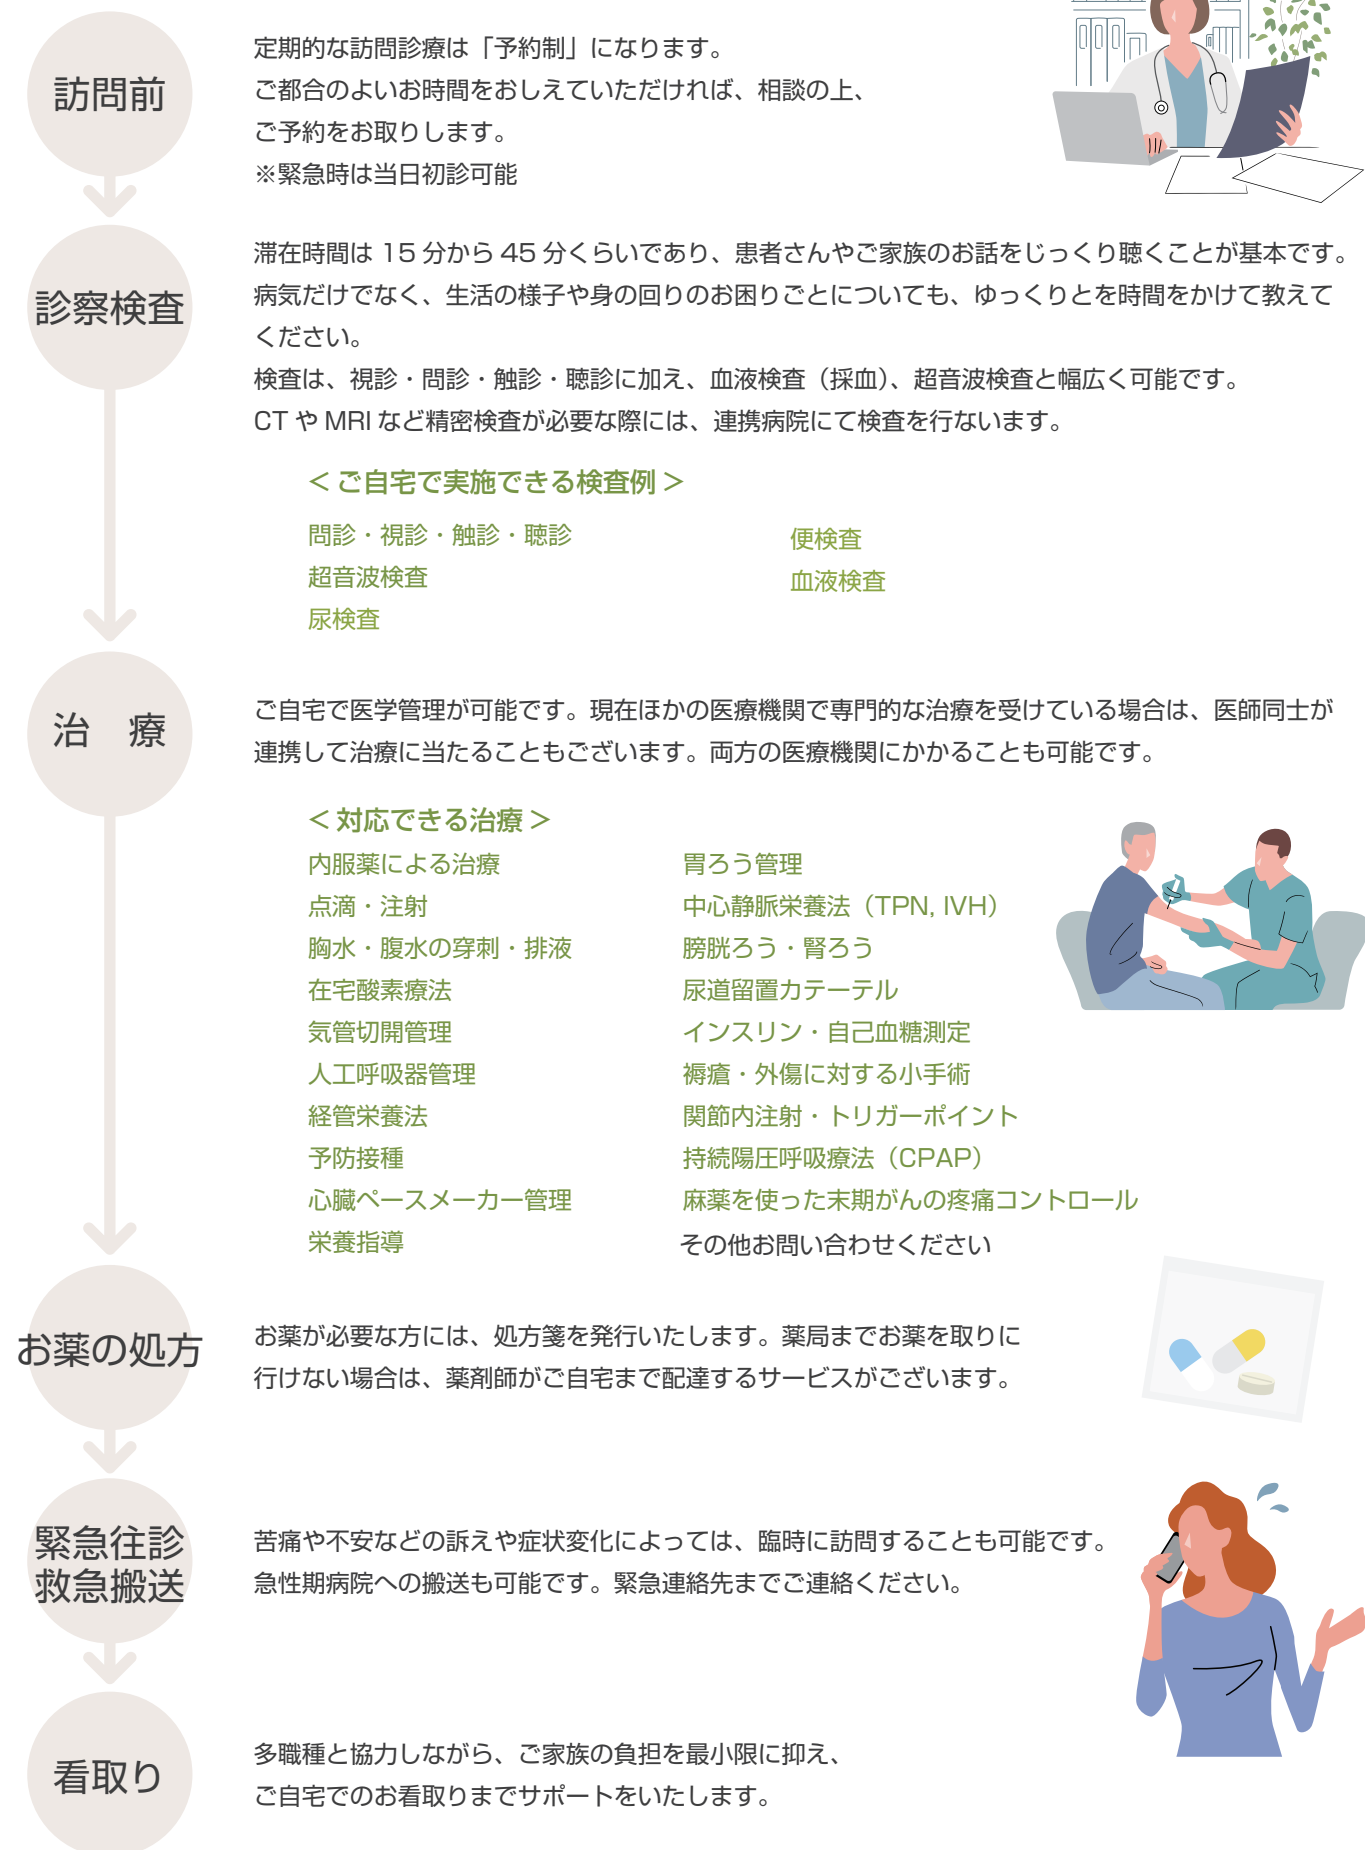 訪問前
定期的な訪問診療は「予約制」になります。
ご都合のよいお時間をおしえていただければ、相談の上、
ご予約をお取りします。
※緊急時は当日初診可能
診察検査
滞在時間は 15 分から 45 分くらいであり、患者さんやご家族のお話をじっくり聴くことが基本です。
病気だけでなく、生活の様子や身の回りのお困りごとについても、ゆっくりとを時間をかけて教えて
ください。
検査は、視診・問診・触診・聴診に加え、血液検査（採血）、超音波検査と幅広く可能です。
CT や MRI など精密検査が必要な際には、連携病院にて検査を行ないます。
＜ご自宅で実施できる検査例＞
問診・視診・触診・聴診
超音波検査
尿検査
便検査
血液検査
治　療
ご自宅で医学管理が可能です。現在ほかの医療機関で専門的な治療を受けている場合は、医師同士が
連携して治療に当たることもございます。両方の医療機関にかかることも可能です。
＜対応できる治療＞
内服薬による治療
点滴・注射
胸水・腹水の穿刺・排液
在宅酸素療法
気管切開管理
人工呼吸器管理
経管栄養法
予防接種
心臓ペースメーカー管理
栄養指導
胃ろう管理
中心静脈栄養法（TPN, IVH）
膀胱ろう・腎ろう
尿道留置カテーテル
インスリン・自己血糖測定
褥瘡・外傷に対する小手術
関節内注射・トリガーポイント
持続陽圧呼吸療法（CPAP）
麻薬を使った末期がんの疼痛コントロール
その他お問い合わせください
お薬の処方
お薬が必要な方には、処方箋を発行いたします。薬局までお薬を取りに
行けない場合は、薬剤師がご自宅まで配達するサービスがございます。
緊急往診
救急搬送
苦痛や不安などの訴えや症状変化によっては、臨時に訪問することも可能です。
急性期病院への搬送も可能です。緊急連絡先までご連絡ください。
看取り
多職種と協力しながら、ご家族の負担を最小限に抑え、
ご自宅でのお看取りまでサポートをいたします。